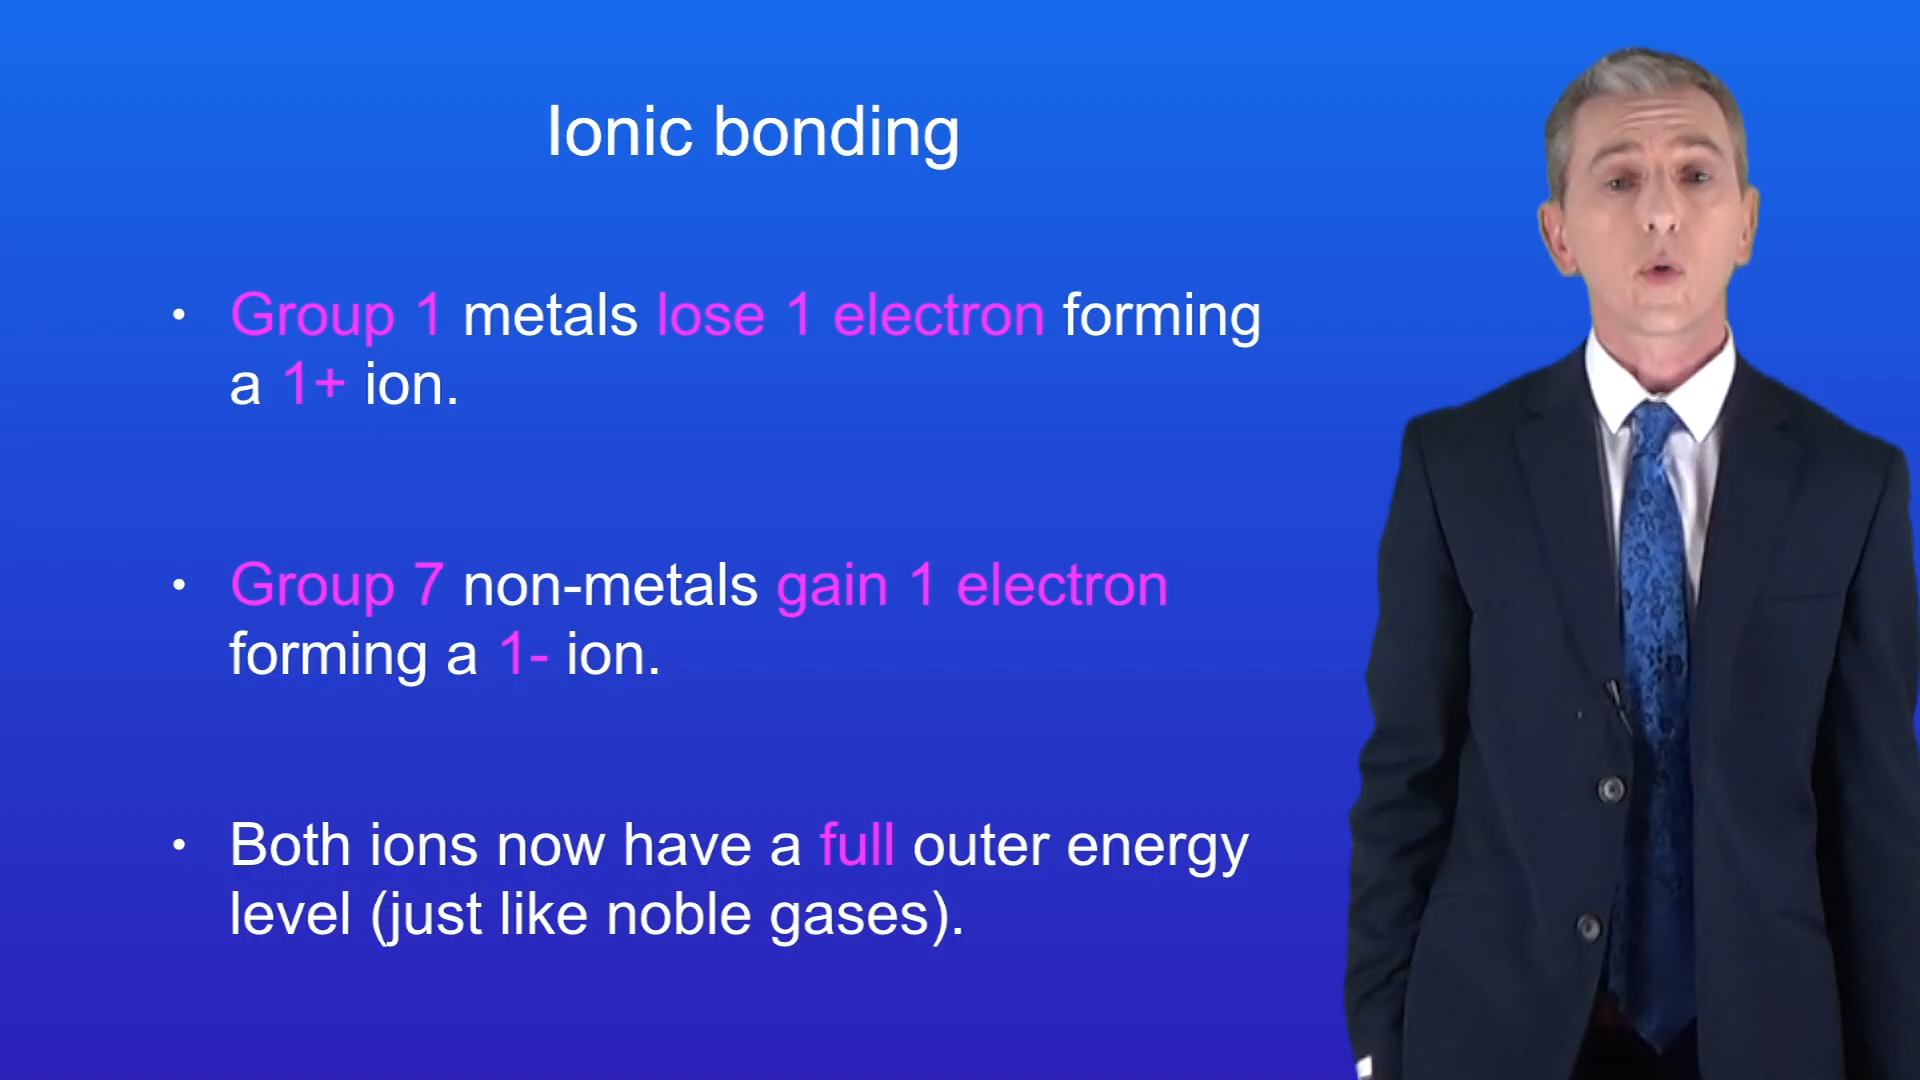 Ionic bonding
• Group 1 metals lose 1 electron forming
a 1+ ion.
• Group 7 non-metals gain 1 electron
forming a 1- ion.
• Both ions now have a full outer energy
level (just like noble gases).